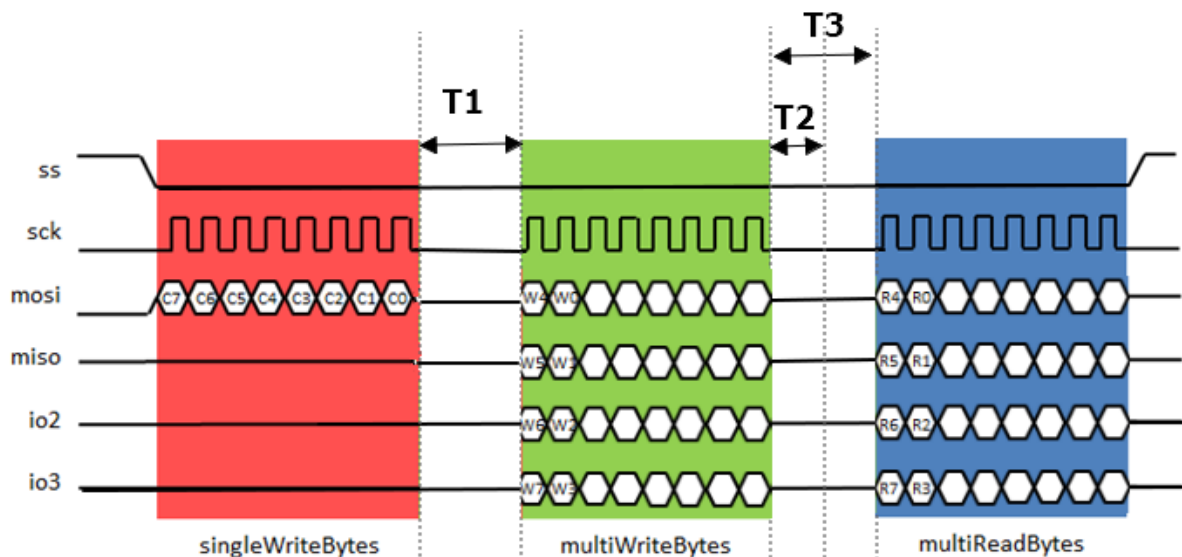 T3
T1
T2
ss
sck
mosi C7 C6 C5 C4 C3 C2 C1 C0 W4 W0 R4 R0
miso W5 W1 R5 R1
io2 W6 W2 R6 R2
io3 W7 W3 R7 R3
singleWriteBytes multiWriteBytes multiReadBytes